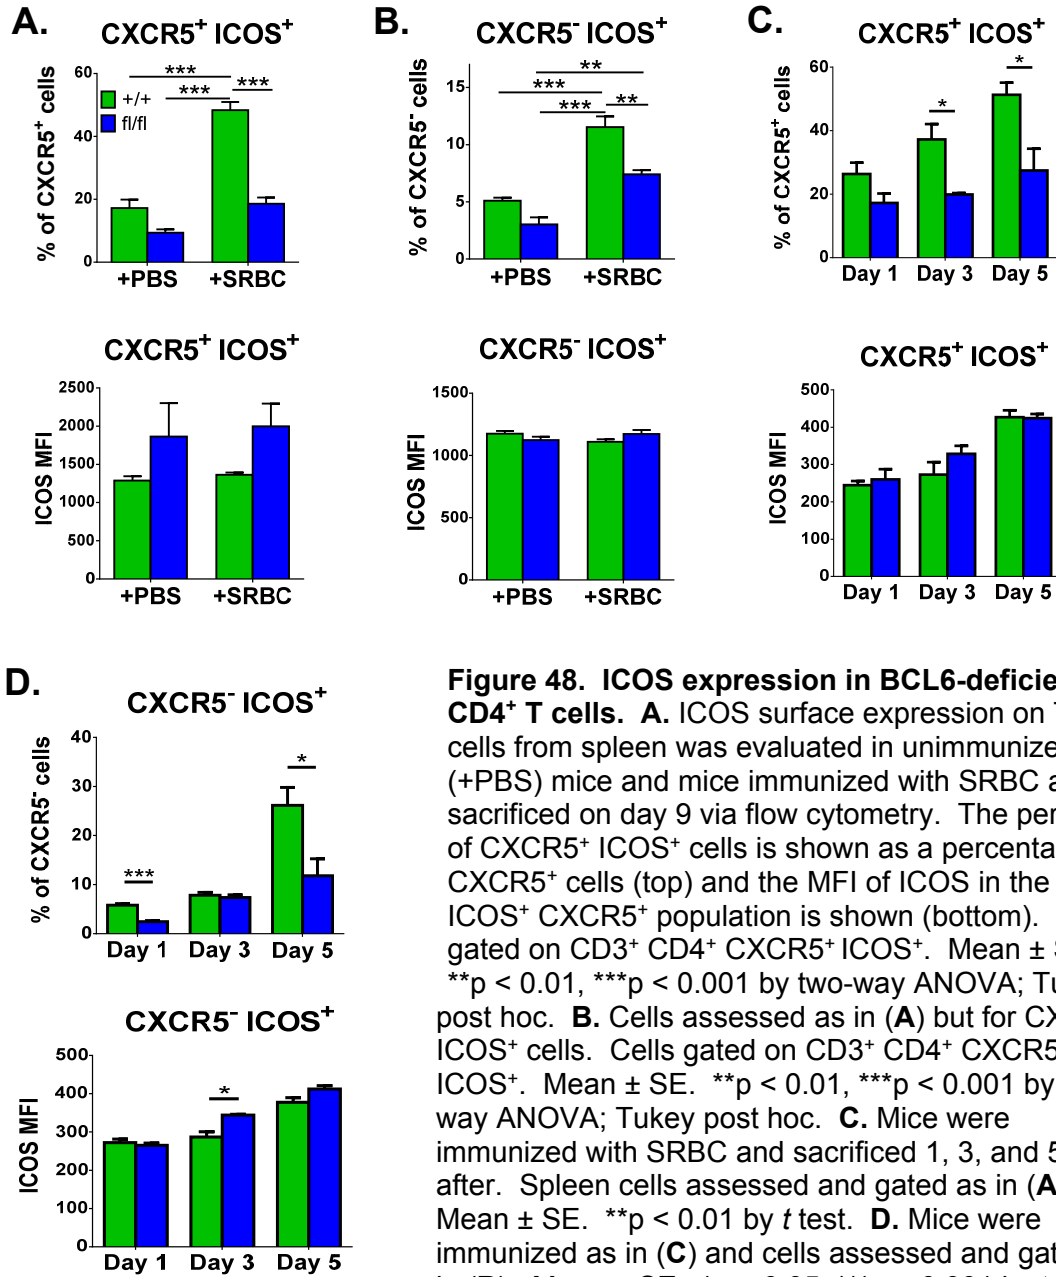 A.
CXCR5+ ICOS+
% of CXCR5+ cells
60
40
20
0
+/+
fl/fl
***
***
***
+PBS
+SRBC
CXCR5+ ICOS+
ICOS MFI
2500
2000
1500
1000
500
0
+PBS
+SRBC
B.
CXCR5- ICOS+
% of CXCR5- cells
15
10
5
0
**
***
***
**
+PBS
+SRBC
CXCR5- ICOS+
ICOS MFI
1500
1000
500
0
+PBS
+SRBC
C.
CXCR5+ ICOS+
% of CXCR5+ cells
60
40
20
0
*
*
Day 1
Day 3
Day 5
CXCR5+ ICOS+
ICOS MFI
500
400
300
200
100
0
Day 1
Day 3
Day 5
D.
CXCR5- ICOS+
% of CXCR5- cells
40
30
20
10
0
***
*
Day 1
Day 3
Day 5
CXCR5- ICOS+
ICOS MFI
500
400
300
200
100
0
*
Day 1
Day 3
Day 5
Figure 48. ICOS expression in BCL6-deficie
CD4+ T cells. A. ICOS surface expression on
cells from spleen was evaluated in unimmunize
(+PBS) mice and mice immunized with SRBC a
sacrificed on day 9 via flow cytometry. The per
of CXCR5+ ICOS+ cells is shown as a percenta
CXCR5+ cells (top) and the MFI of ICOS in the
ICOS+ CXCR5+ population is shown (bottom).
gated on CD3+ CD4+ CXCR5+ ICOS+. Mean ± S
**p < 0.01, ***p < 0.001 by two-way ANOVA; Tu
post hoc. B. Cells assessed as in (A) but for CX
ICOS+ cells. Cells gated on CD3+ CD4+ CXCR5
ICOS+. Mean ± SE. **p < 0.01, ***p < 0.001 by
way ANOVA; Tukey post hoc. C. Mice were
immunized with SRBC and sacrificed 1, 3, and 5
after. Spleen cells assessed and gated as in (A
Mean ± SE. **p < 0.01 by t test. D. Mice were
immunized as in (C) and cells assessed and gat